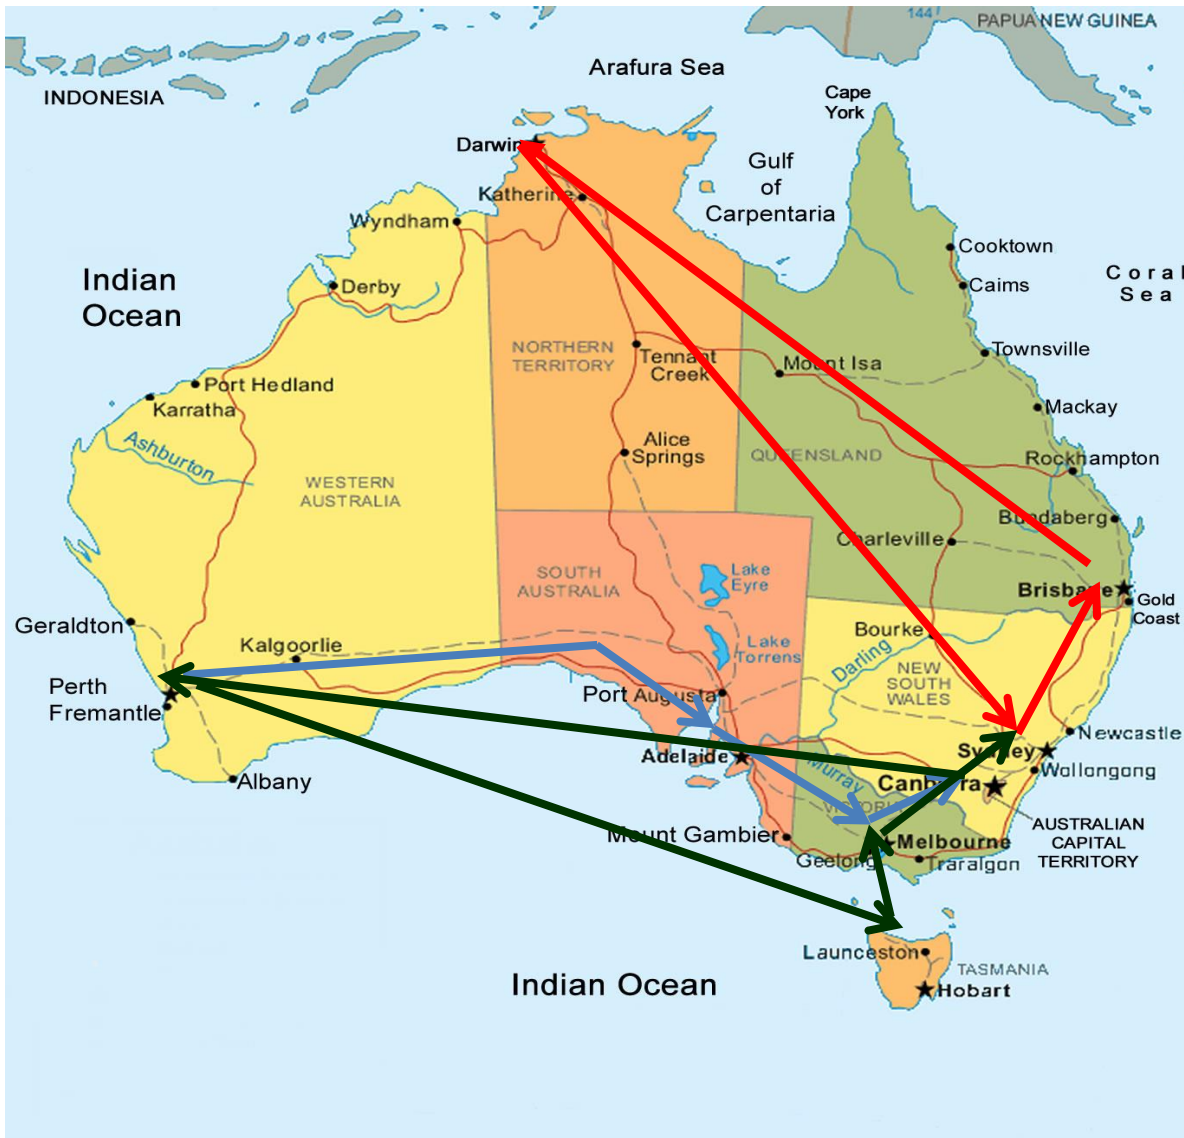 144
PAPUA NEW GUINEA
Arafura Sea
INDONESIA
Cape
York
Darwin
Gulf
of
Carpentaria
Katherine
Wyndham
Cooktown
Indian
Ocean
Derby
Caims
Coral
Sea
NORTHERN
TERRITORY
Tennant
Creek
Mount Isa
Townsville
Port Hedland
Karratha
Mackay
Ashburton
Alice
Springs
QUEENSLAND
Rockhampton
WESTERN
AUSTRALIA
Bundaberg
Charleville
SOUTH
AUSTRALIA
Lake
Eyre
Brisbane
Gold
Coast
Geraldton
Kalgoorlie
Lake
Torrens
Bourke
Darling
NEW
SOUTH
WALES
Perth
Fremantle
Port Augusta
Newcastle
Adelaide
Sydney
Wollongong
Murray
Canberra
Albany
VICTORIA
AUSTRALIAN
CAPITAL
TERRITORY
Mount Gambier
Melbourne
Geelong
Traralgon
Launceston
TASMANIA
Hobart
Indian Ocean